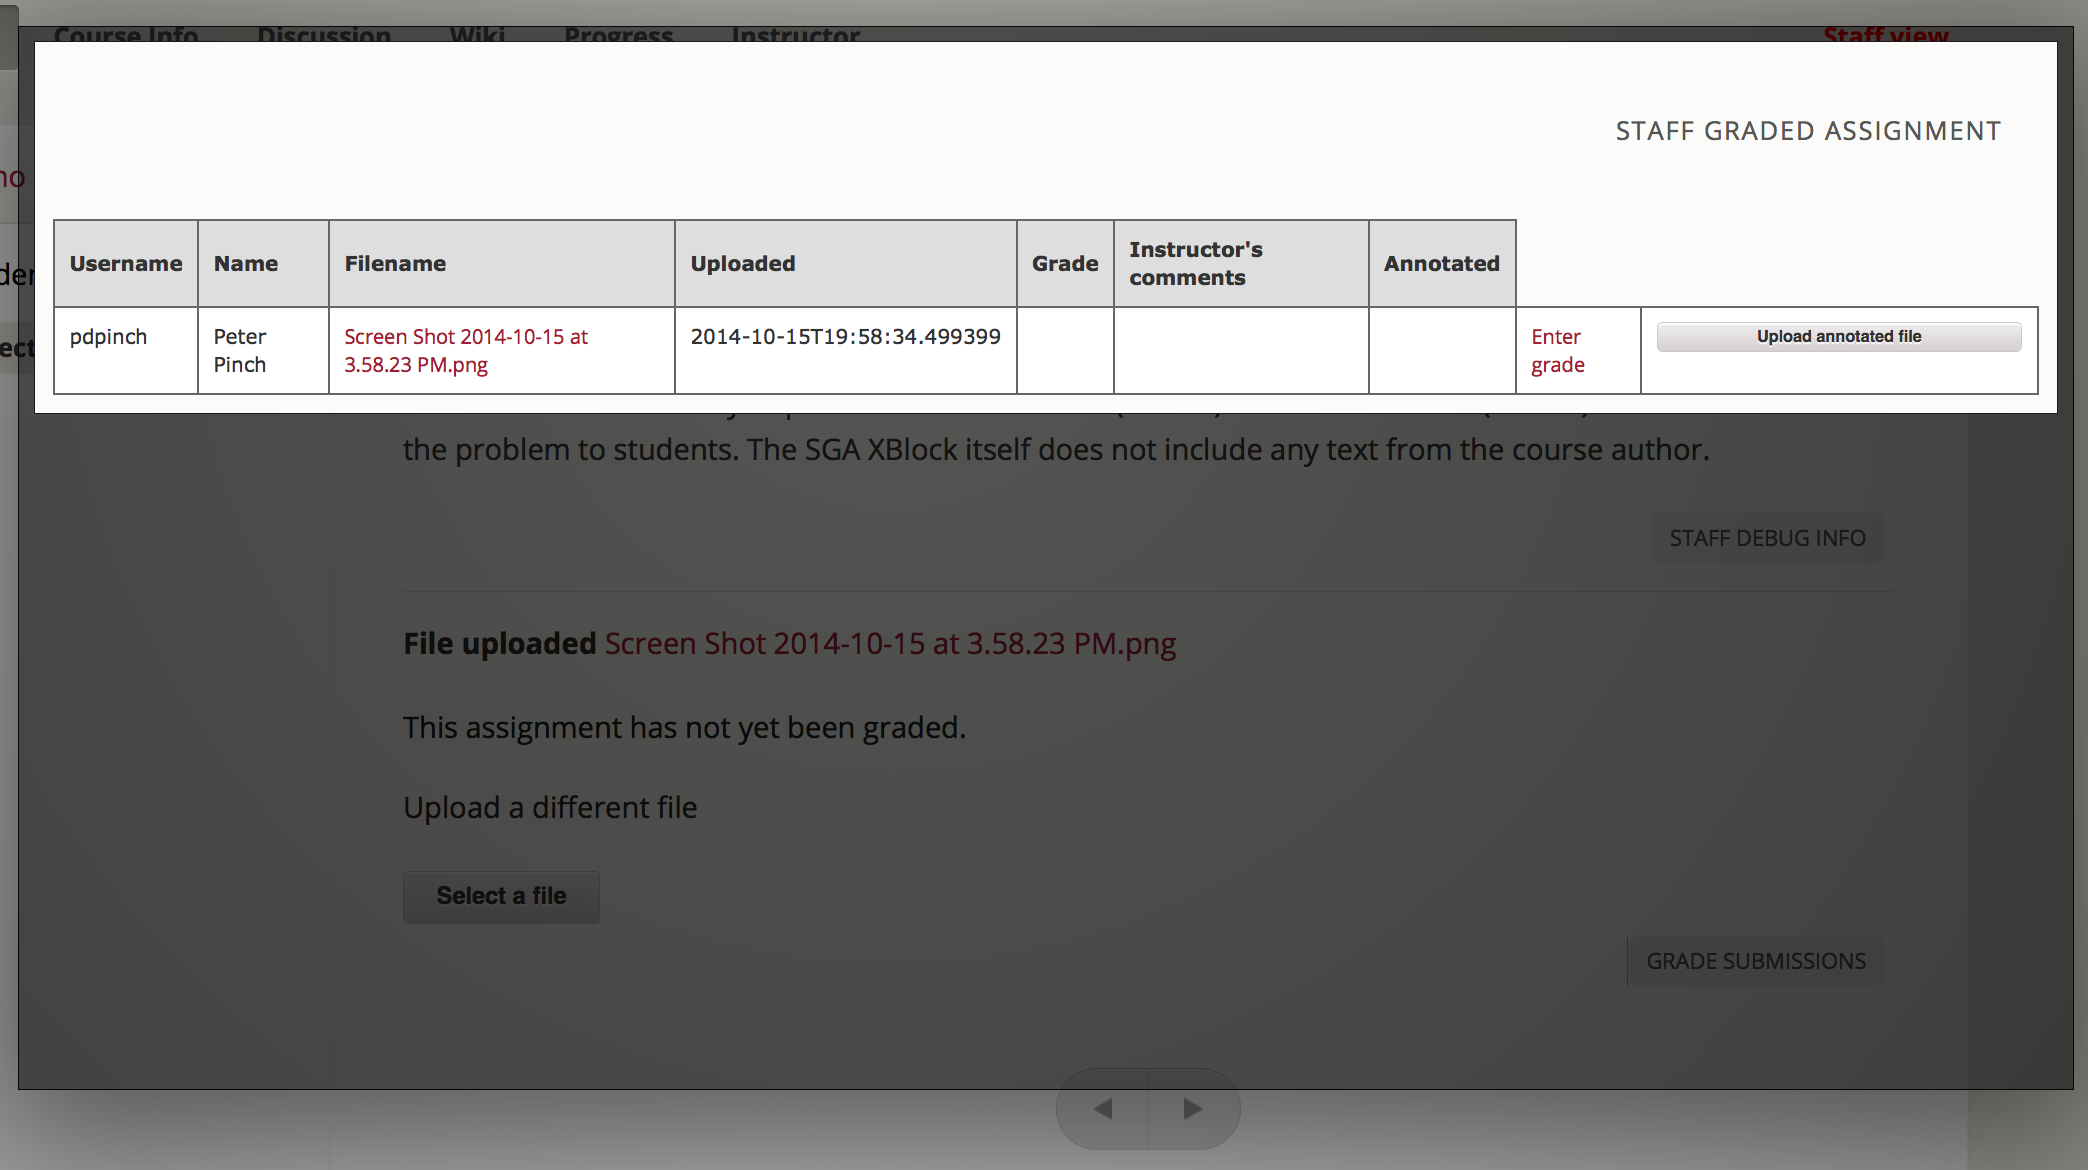 Course Info Discussion Wiki Progress Instructor Staff view
STAFF GRADED ASSIGNMENT
Username Name Filename Uploaded Grade Instructor's comments Annotated
pdpinch Peter Pinch Screen Shot 2014-10-15 at 3.58.23 PM.png 2014-10-15T19:58:34.499399 Enter grade Upload annotated file
the problem to students. The SGA XBlock itself does not include any text from the course author.
STAFF DEBUG INFO
File uploaded Screen Shot 2014-10-15 at 3.58.23 PM.png
This assignment has not yet been graded.
Upload a different file
Select a file
GRADE SUBMISSIONS